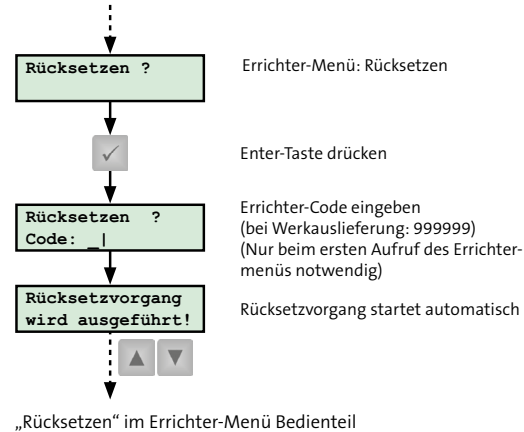 Rücksetzen ?
Errichter-Menü: Rücksetzen
Enter-Taste drücken
Rücksetzen ?
Code: _|
Errichter-Code eingeben
(bei Werkauslieferung: 999999)
(Nur beim ersten Aufruf des Errichter-
menüs notwendig)
Rücksetzvorgang
wird ausgeführt!
Rücksetzvorgang startet automatisch
„Rücksetzen“ im Errichter-Menü Bedienteil